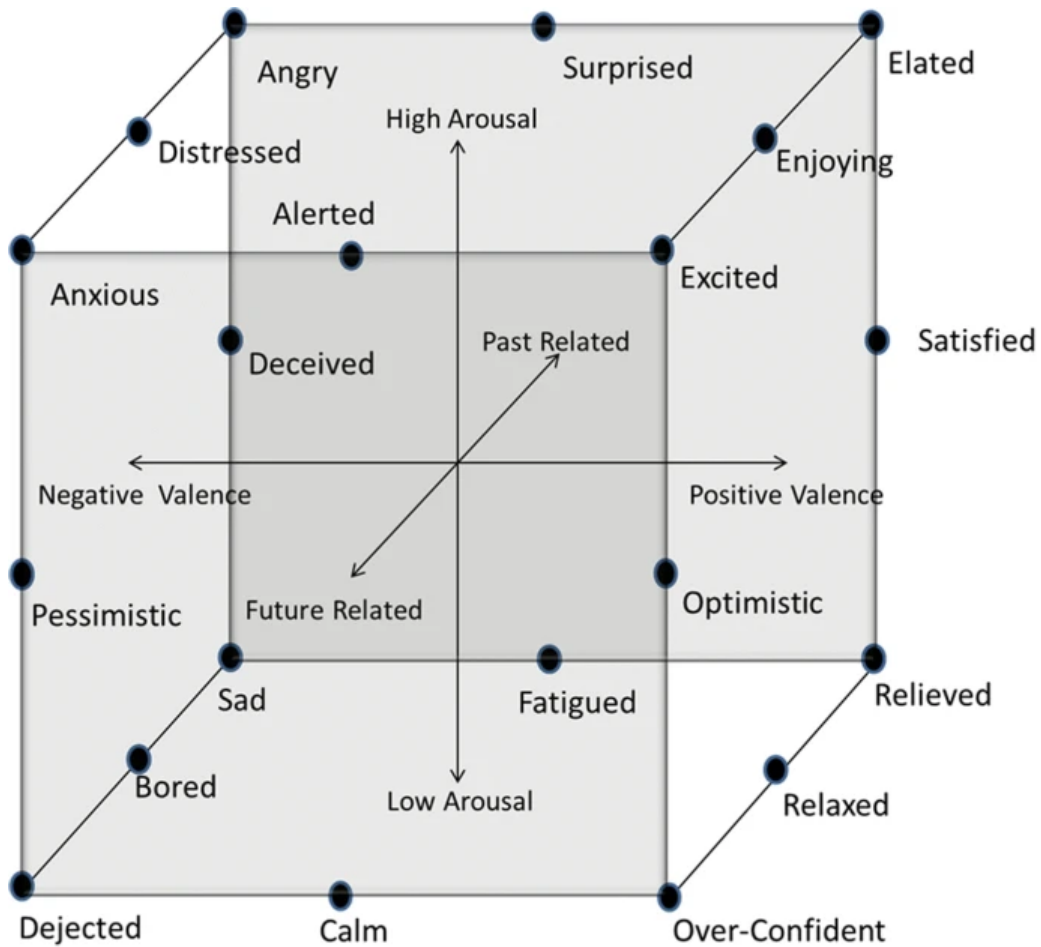 Angry
Surprised
Elated
High Arousal
Distressed
Enjoying
Alerted
Excited
Anxious
Past Related
Satisfied
Deceived
Negative Valence
Positive Valence
Pessimistic
Future Related
Optimistic
Sad
Fatigued
Relieved
Bored
Low Arousal
Relaxed
Dejected
Calm
Over-Confident